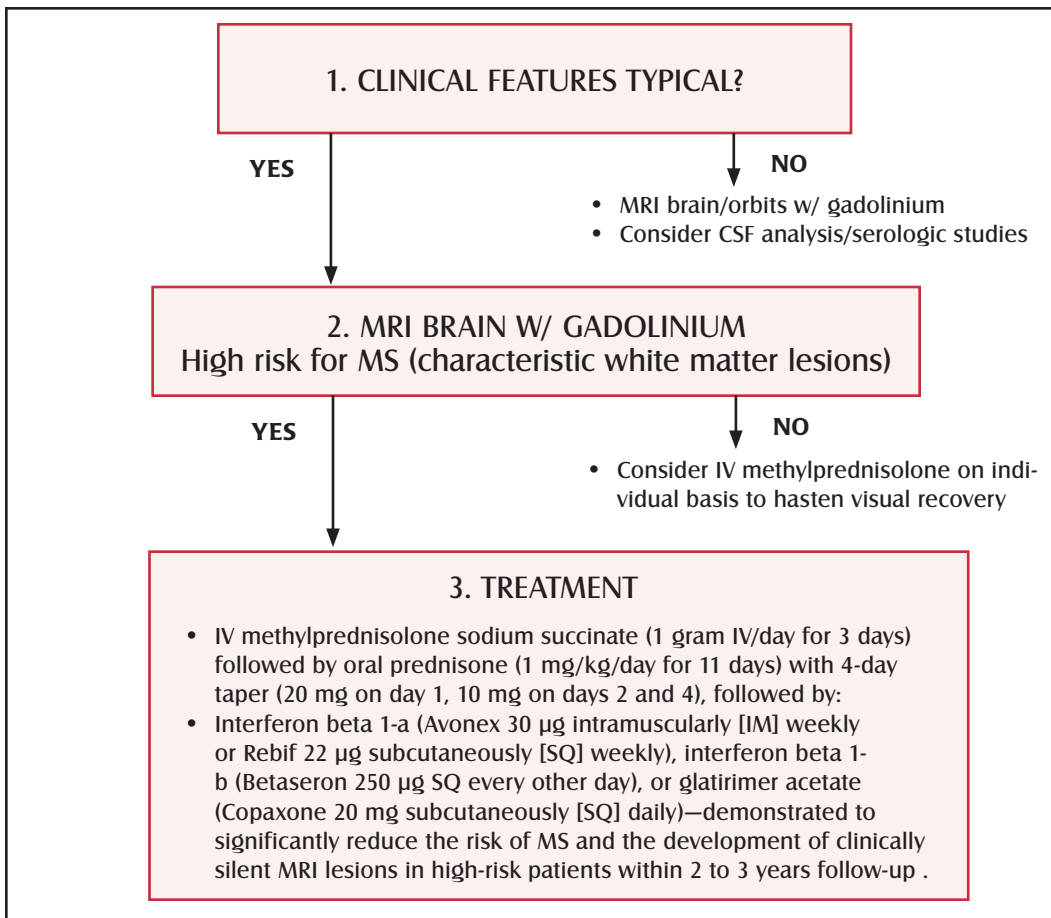 1. CLINICAL FEATURES TYPICAL?
YES
NO
• MRI brain/orbits w/ gadolinium
• Consider CSF analysis/serologic studies
2. MRI BRAIN W/ GADOLINIUM
High risk for MS (characteristic white matter lesions)
YES
NO
• Consider IV methylprednisolone on indi-
vidual basis to hasten visual recovery
3. TREATMENT
• IV methylprednisolone sodium succinate (1 gram IV/day for 3 days)
followed by oral prednisone (1 mg/kg/day for 11 days) with 4-day
taper (20 mg on day 1, 10 mg on days 2 and 4), followed by:
• Interferon beta 1-a (Avonex 30 µg intramuscularly [IM] weekly
or Rebif 22 µg subcutaneously [SQ] weekly), interferon beta 1-
b (Betaseron 250 µg SQ every other day), or glatirimer acetate
(Copaxone 20 mg subcutaneously [SQ] daily)—demonstrated to
significantly reduce the risk of MS and the development of clinically
silent MRI lesions in high-risk patients within 2 to 3 years follow-up .